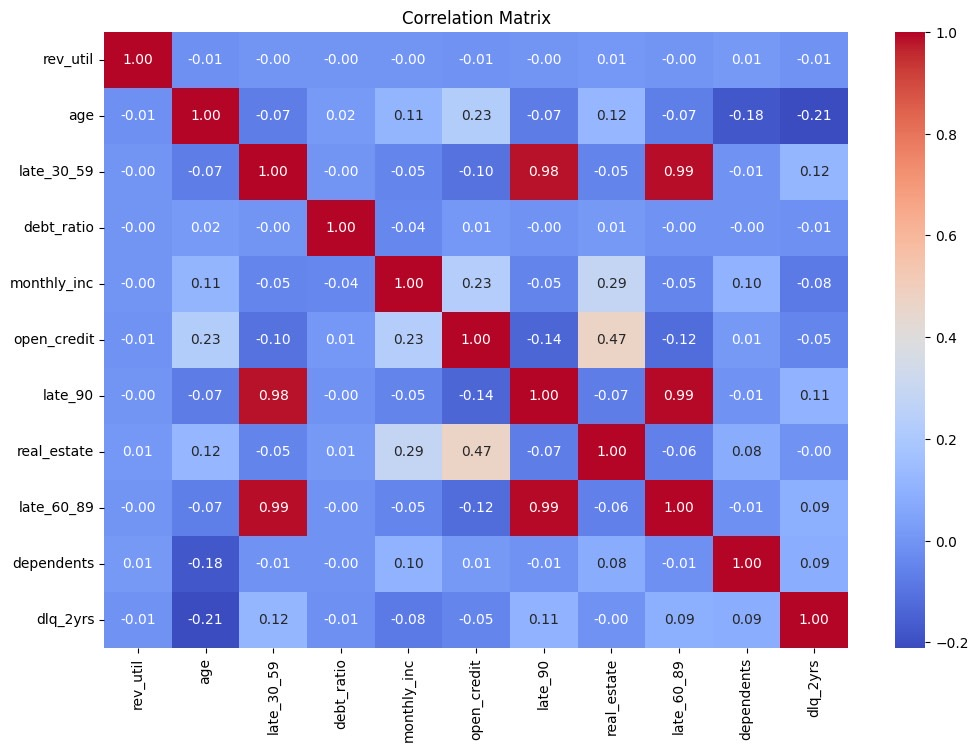 Correlation Matrix
rev_util 1.00 -0.01 -0.00 -0.00 -0.00 -0.01 -0.00 0.01 -0.00 0.01 -0.01
age -0.01 1.00 -0.07 0.02 0.11 0.23 -0.07 0.12 -0.07 -0.18 -0.21
late_30_59 -0.00 -0.07 1.00 -0.00 -0.05 -0.10 0.98 -0.05 0.99 -0.01 0.12
debt_ratio -0.00 0.02 -0.00 1.00 -0.04 0.01 -0.00 0.01 -0.00 -0.00 -0.01
monthly_inc -0.00 0.11 -0.05 -0.04 1.00 0.23 -0.05 0.29 -0.05 0.10 -0.08
open_credit -0.01 0.23 -0.10 0.01 0.23 1.00 -0.14 0.47 -0.12 0.01 -0.05
late_90 -0.00 -0.07 0.98 -0.00 -0.05 -0.14 1.00 -0.07 0.99 -0.01 0.11
real_estate 0.01 0.12 -0.05 0.01 0.29 0.47 -0.07 1.00 -0.06 0.08 -0.00
late_60_89 -0.00 -0.07 0.99 -0.00 -0.05 -0.12 0.99 -0.06 1.00 -0.01 0.09
dependents 0.01 -0.18 -0.01 -0.00 0.10 0.01 -0.01 0.08 -0.01 1.00 0.09
dlq_2yrs -0.01 -0.21 0.12 -0.01 -0.08 -0.05 0.11 -0.00 0.09 0.09 1.00
rev_util age late_30_59 debt_ratio monthly_inc open_credit late_90 real_estate late_60_89 dependents dlq_2yrs
1.0
0.8
0.6
0.4
0.2
0.0
−0.2